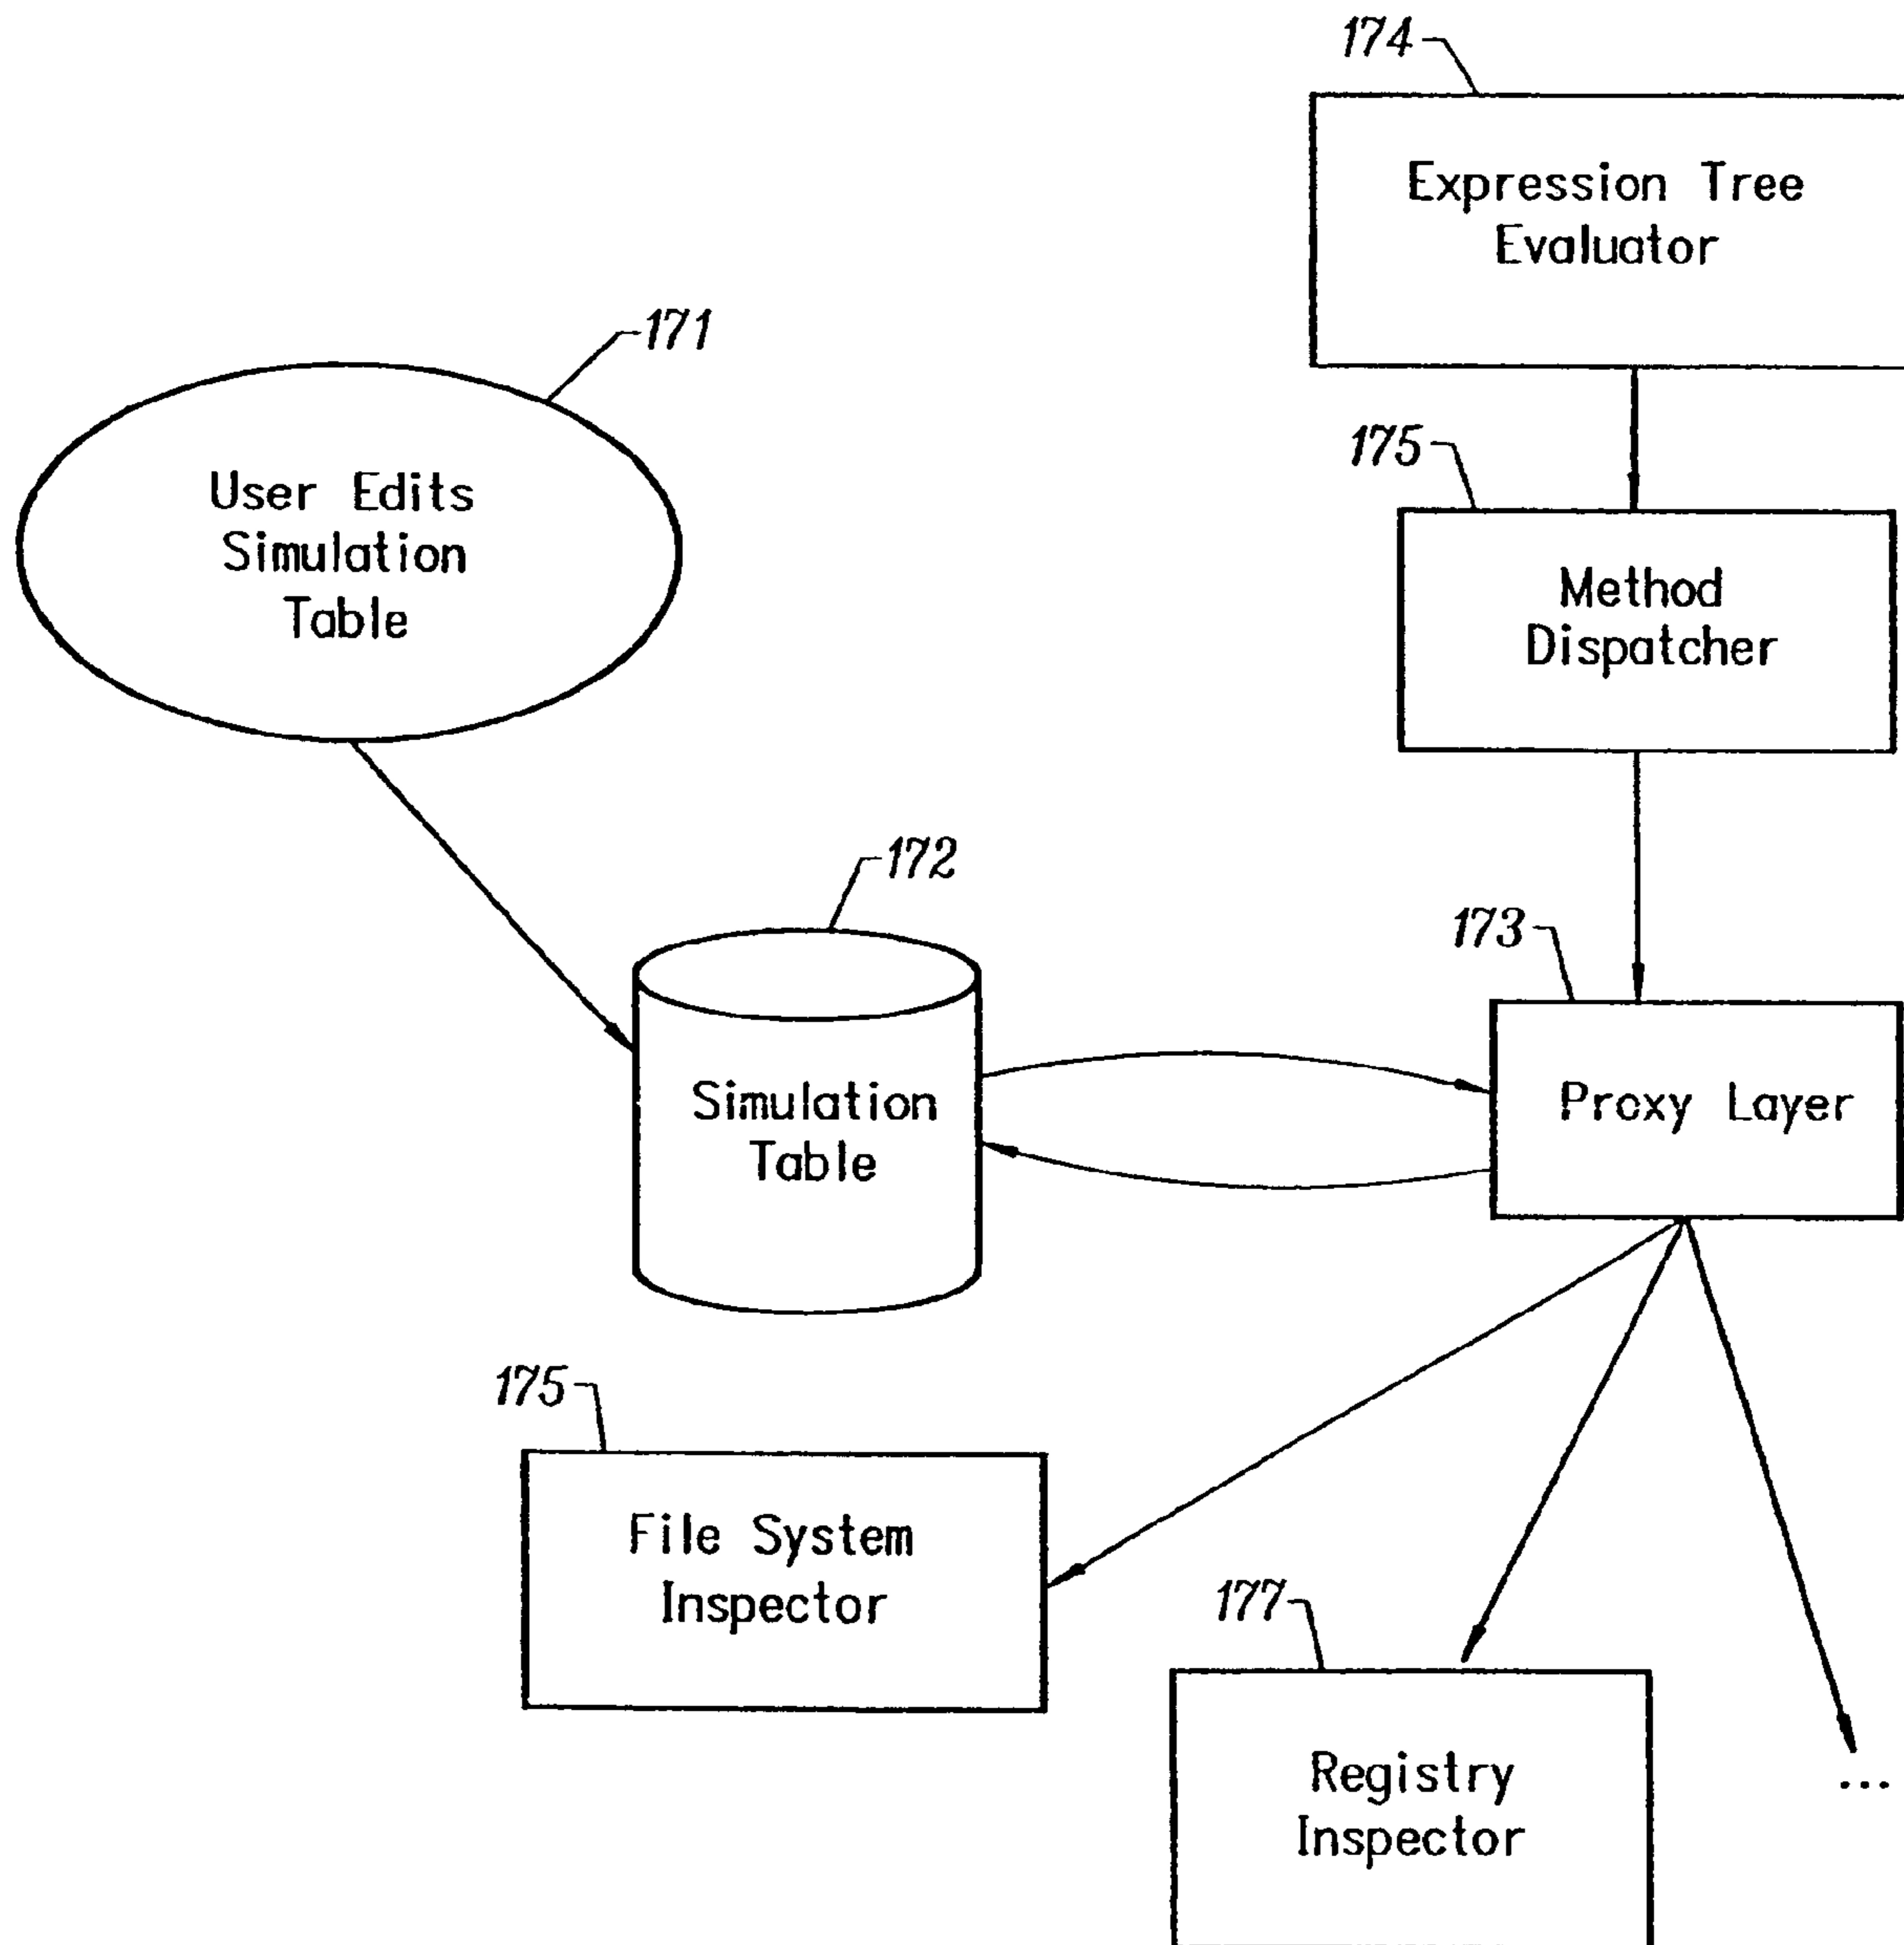 174
Expression Tree
Evaluator
171
User Edits
Simulation
Table
175
Method
Dispatcher
172
Simulation
Table
173
Proxy Layer
175
File System
Inspector
177
Registry
Inspector
...